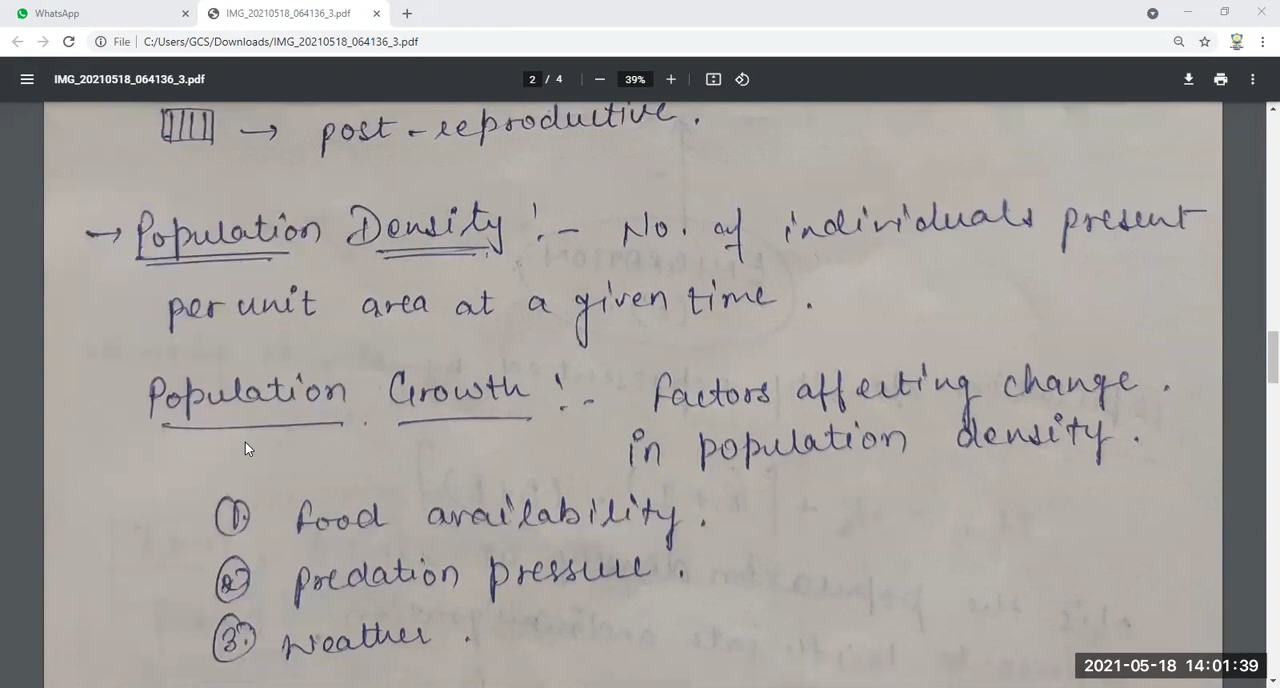 WhatsApp
IMG_20210518_064136_3.pdf
File
C:/Users/GCS/Downloads/IMG_20210518_064136_3.pdf
IMG_20210518_064136_3.pdf
2 / 4
39%
→ post-reproductive.
→ Population Density :- No. of individuals present
per unit area at a given time.
Population Growth :- factors affecting change.
in population density.
① food availability.
② predation pressure.
③ weather.
2021-05-18 14:01:39